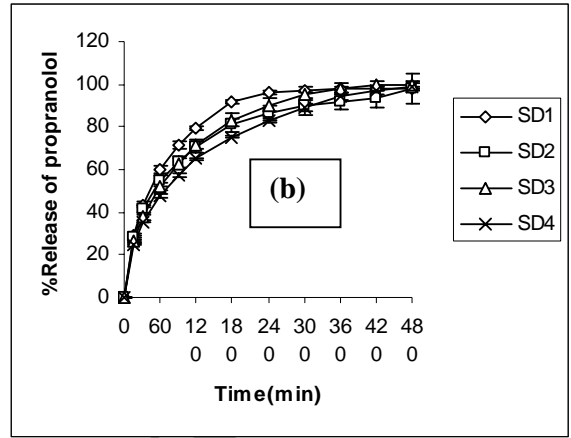 120
100
80
60
40
20
0
%Release of propranolol
(b)
0 60 12 18 24 30 36 42 48
0 0 0 0 0 0 0
Time(min)
SD1
SD2
SD3
SD4